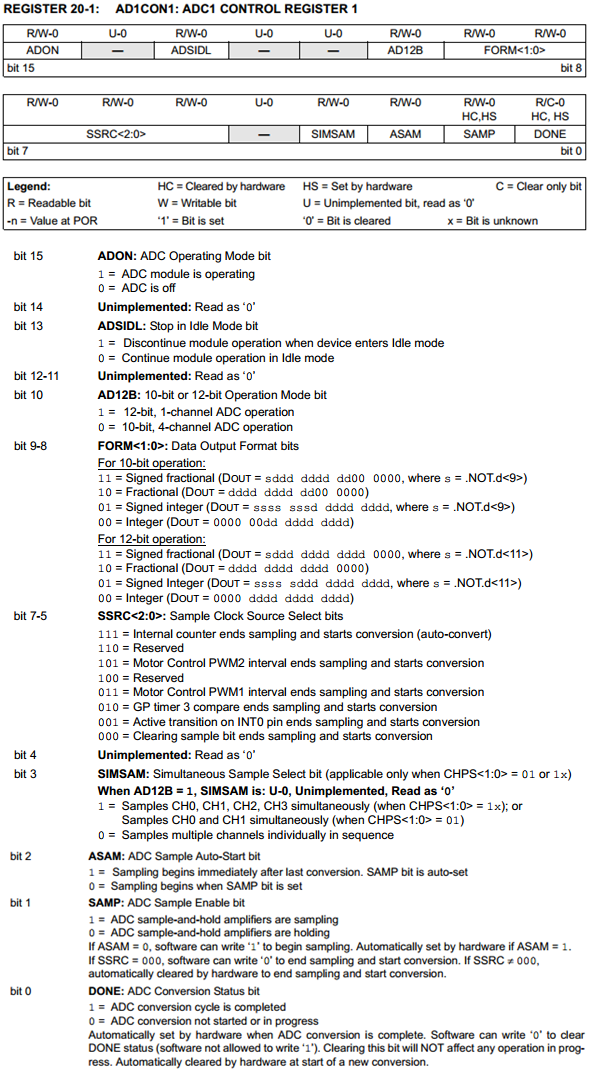 REGISTER 20-1: AD1CON1: ADC1 CONTROL REGISTER 1
R/W-0 U-0 R/W-0 U-0 U-0 R/W-0 R/W-0 R/W-0
ADON — ADSIDL — — AD12B FORM<1:0>
bit 15 bit 8
R/W-0 R/W-0 R/W-0 U-0 R/W-0 R/W-0 R/W-0 R/C-0
HC,HS HC, HS
SSRC<2:0> — SIMSAM ASAM SAMP DONE
bit 7 bit 0
Legend: HC = Cleared by hardware HS = Set by hardware C = Clear only bit
R = Readable bit W = Writable bit U = Unimplemented bit, read as ‘0’
-n = Value at POR ‘1’ = Bit is set ‘0’ = Bit is cleared x = Bit is unknown
bit 15 ADON: ADC Operating Mode bit
1 = ADC module is operating
0 = ADC is off
bit 14 Unimplemented: Read as ‘0’
bit 13 ADSIDL: Stop in Idle Mode bit
1 = Discontinue module operation when device enters Idle mode
0 = Continue module operation in Idle mode
bit 12-11 Unimplemented: Read as ‘0’
bit 10 AD12B: 10-bit or 12-bit Operation Mode bit
1 = 12-bit, 1-channel ADC operation
0 = 10-bit, 4-channel ADC operation
bit 9-8 FORM<1:0>: Data Output Format bits
For 10-bit operation:
11 = Signed fractional (DOUT = sddd dddd dd00 0000, where s = .NOT.d<9>)
10 = Fractional (DOUT = dddd dddd dd00 0000)
01 = Signed integer (DOUT = ssss sssd dddd dddd, where s = .NOT.d<9>)
00 = Integer (DOUT = 0000 00dd dddd dddd)
For 12-bit operation:
11 = Signed fractional (DOUT = sddd dddd dddd 0000, where s = .NOT.d<11>)
10 = Fractional (DOUT = dddd dddd dddd 0000)
01 = Signed Integer (DOUT = ssss sddd dddd dddd, where s = .NOT.d<11>)
00 = Integer (DOUT = 0000 dddd dddd dddd)
bit 7-5 SSRC<2:0>: Sample Clock Source Select bits
111 = Internal counter ends sampling and starts conversion (auto-convert)
110 = Reserved
101 = Motor Control PWM2 interval ends sampling and starts conversion
100 = Reserved
011 = Motor Control PWM1 interval ends sampling and starts conversion
010 = GP timer 3 compare ends sampling and starts conversion
001 = Active transition on INT0 pin ends sampling and starts conversion
000 = Clearing sample bit ends sampling and starts conversion
bit 4 Unimplemented: Read as ‘0’
bit 3 SIMSAM: Simultaneous Sample Select bit (applicable only when CHPS<1:0> = 01 or 1x)
When AD12B = 1, SIMSAM is: U-0, Unimplemented, Read as ‘0’
1 = Samples CH0, CH1, CH2, CH3 simultaneously (when CHPS<1:0> = 1x); or
Samples CH0 and CH1 simultaneously (when CHPS<1:0> = 01)
0 = Samples multiple channels individually in sequence
bit 2 ASAM: ADC Sample Auto-Start bit
1 = Sampling begins immediately after last conversion. SAMP bit is auto-set
0 = Sampling begins when SAMP bit is set
bit 1 SAMP: ADC Sample Enable bit
1 = ADC sample-and-hold amplifiers are sampling
0 = ADC sample-and-hold amplifiers are holding
If ASAM = 0, software can write ‘1’ to begin sampling. Automatically set by hardware if ASAM = 1.
If SSRC = 000, software can write ‘0’ to end sampling and start conversion. If SSRC ≠ 000,
automatically cleared by hardware to end sampling and start conversion.
bit 0 DONE: ADC Conversion Status bit
1 = ADC conversion cycle is completed
0 = ADC conversion not started or in progress
Automatically set by hardware when ADC conversion is complete. Software can write ‘0’ to clear
DONE status (software not allowed to write ‘1’). Clearing this bit will NOT affect any operation in prog-
ress. Automatically cleared by hardware at start of a new conversion.